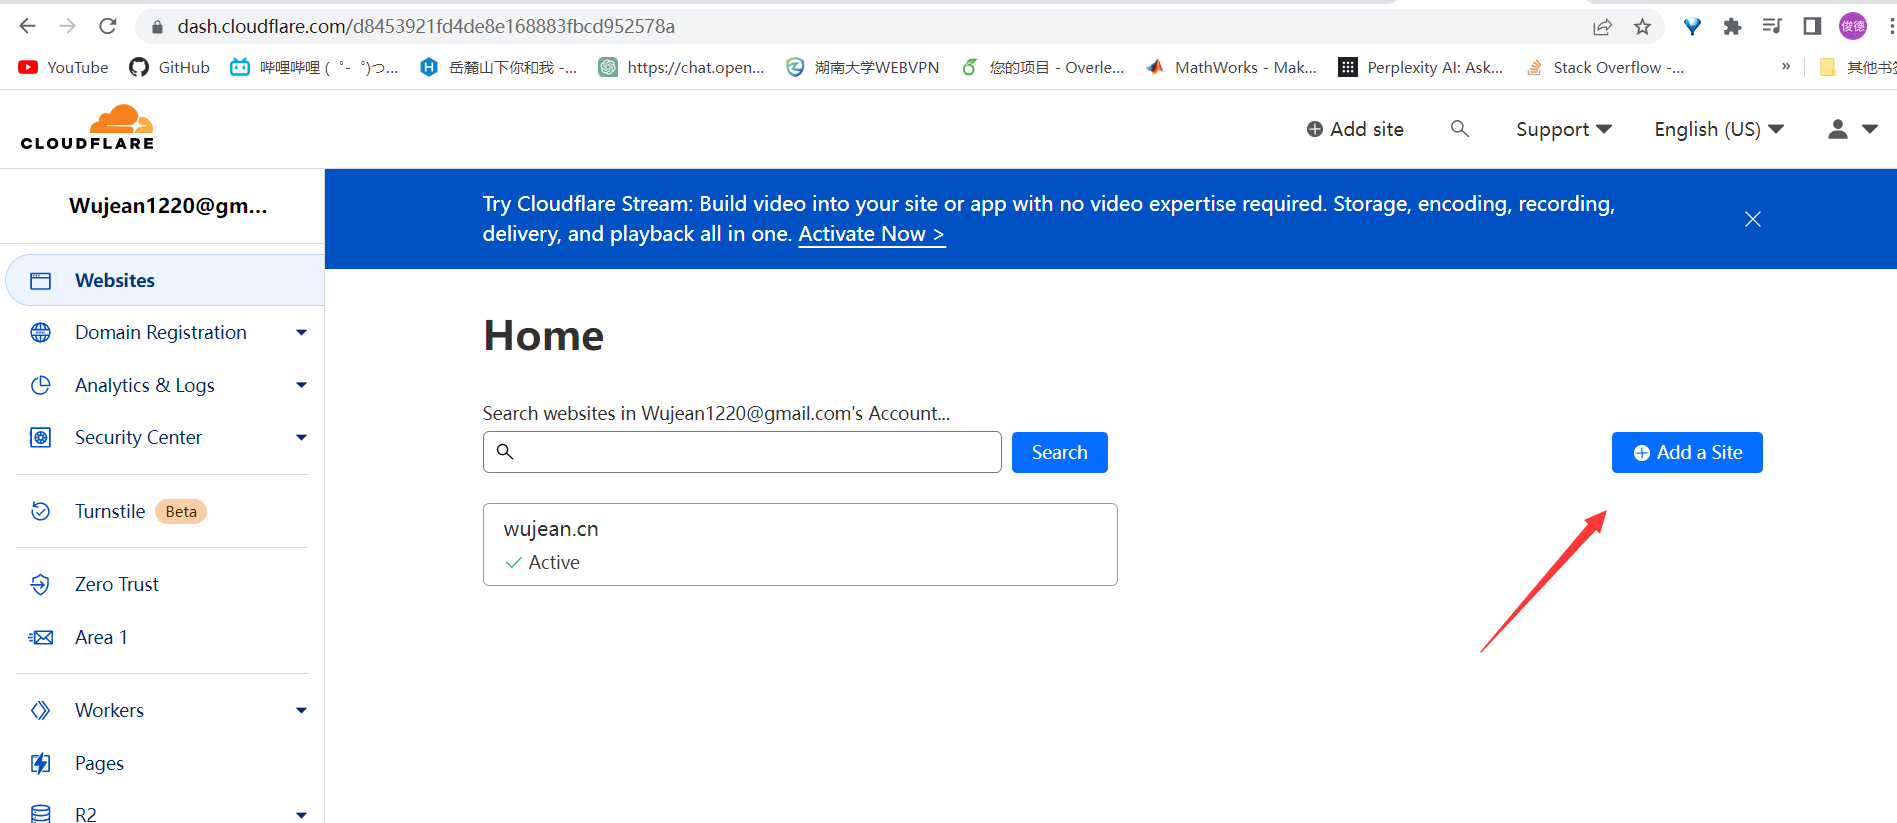 dash.cloudflare.com/d8453921fd4de8e168883fbcd952578a
俊德
YouTube
GitHub
哔哩哔哩 ( ゜- ゜)つ...
岳麓山下你和我 -...
https://chat.open...
湖南大学WEBVPN
您的项目 - Overle...
MathWorks - Mak...
Perplexity AI: Ask...
Stack Overflow -...
»
其他书签
CLOUDFLARE
Add site
Support
English (US)
Wujean1220@gm...
Try Cloudflare Stream: Build video into your site or app with no video expertise required. Storage, encoding, recording,
delivery, and playback all in one. Activate Now >
Websites
Domain Registration
Analytics & Logs
Security Center
Turnstile Beta
Zero Trust
Area 1
Workers
Pages
R2
Home
Search websites in Wujean1220@gmail.com's Account...
Search
Add a Site
wujean.cn
Active